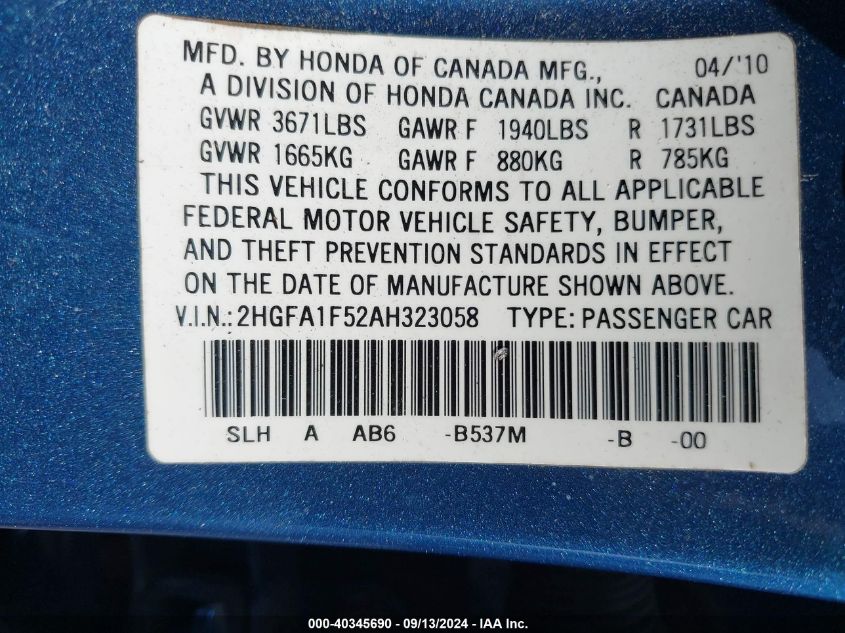 MFD. BY HONDA OF CANADA MFG., 04/'10
A DIVISION OF HONDA CANADA INC. CANADA
GVWR 3671LBS GAWR F 1940LBS R 1731LBS
GVWR 1665KG GAWR F 880KG R 785KG
THIS VEHICLE CONFORMS TO ALL APPLICABLE
FEDERAL MOTOR VEHICLE SAFETY, BUMPER,
AND THEFT PREVENTION STANDARDS IN EFFECT
ON THE DATE OF MANUFACTURE SHOWN ABOVE.
V.I.N.: 2HGFA1F52AH323058 TYPE: PASSENGER CAR
SLH A AB6 -B537M -B -00
000-40345690 - 09/13/2024 - IAA Inc.